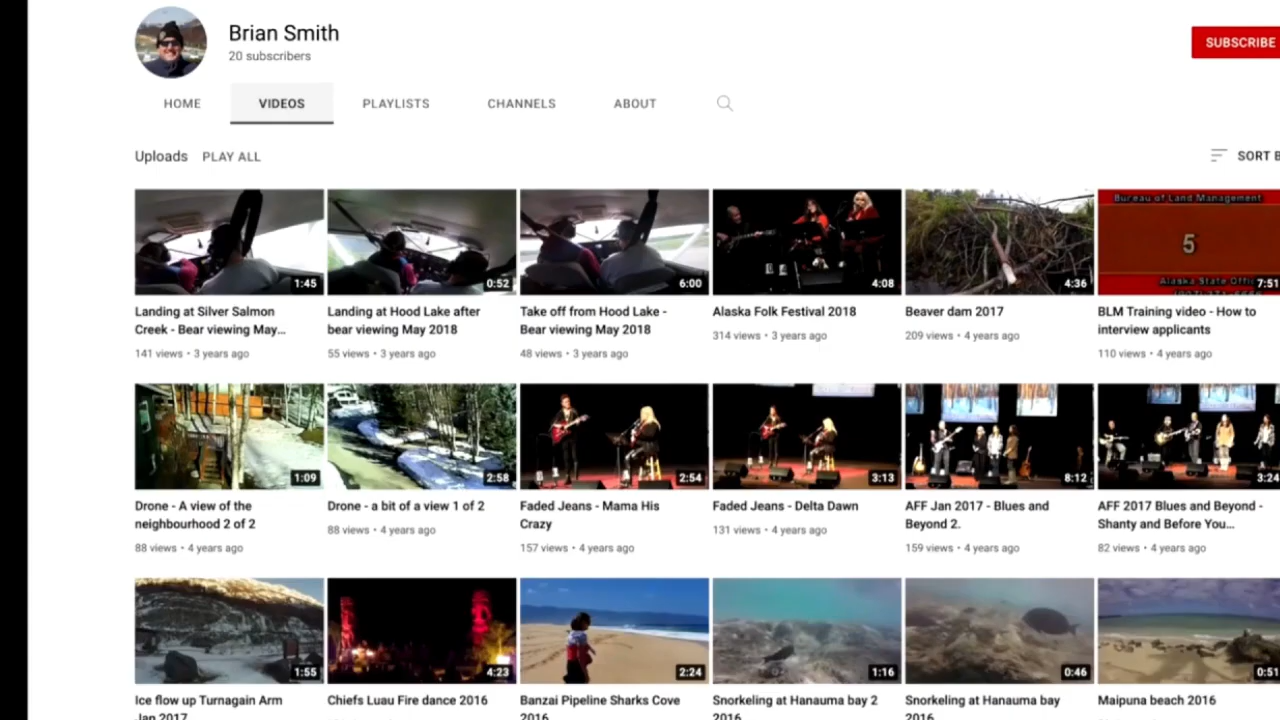 Brian Smith
20 subscribers
SUBSCRIBE
HOME VIDEOS PLAYLISTS CHANNELS ABOUT
Uploads PLAY ALL
SORT B
Bureau of Land Management
5
Alaska State Offic
1:45 0:52 6:00 4:08 4:36 7:51
Landing at Silver Salmon
Creek - Bear viewing May...
141 views • 3 years ago
Landing at Hood Lake after
bear viewing May 2018
55 views • 3 years ago
Take off from Hood Lake -
Bear viewing May 2018
48 views • 3 years ago
Alaska Folk Festival 2018
314 views • 3 years ago
Beaver dam 2017
209 views • 4 years ago
BLM Training video - How to
interview applicants
110 views • 4 years ago
1:09 2:58 2:54 3:13 8:12 3:24
Drone - A view of the
neighbourhood 2 of 2
88 views • 4 years ago
Drone - a bit of a view 1 of 2
88 views • 4 years ago
Faded Jeans - Mama His
Crazy
157 views • 4 years ago
Faded Jeans - Delta Dawn
131 views • 4 years ago
AFF Jan 2017 - Blues and
Beyond 2.
159 views • 4 years ago
AFF 2017 Blues and Beyond -
Shanty and Before You...
82 views • 4 years ago
1:55 4:23 2:24 1:16 0:46 0:51
Ice flow up Turnagain Arm
Jan 2017
Chiefs Luau Fire dance 2016
Banzai Pipeline Sharks Cove
2016
Snorkeling at Hanauma bay 2
2016
Snorkeling at Hanauma bay
2016
Maipuna beach 2016